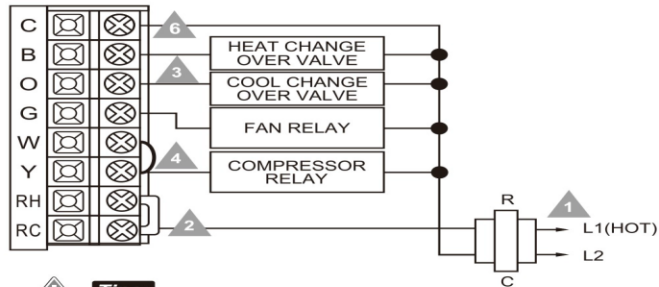 C
6
B
HEAT CHANGE
OVER VALVE
O
3
COOL CHANGE
OVER VALVE
G
FAN RELAY
W
Y
4
COMPRESSOR
RELAY
RH
RC
2
R
1
L1(HOT)
L2
C